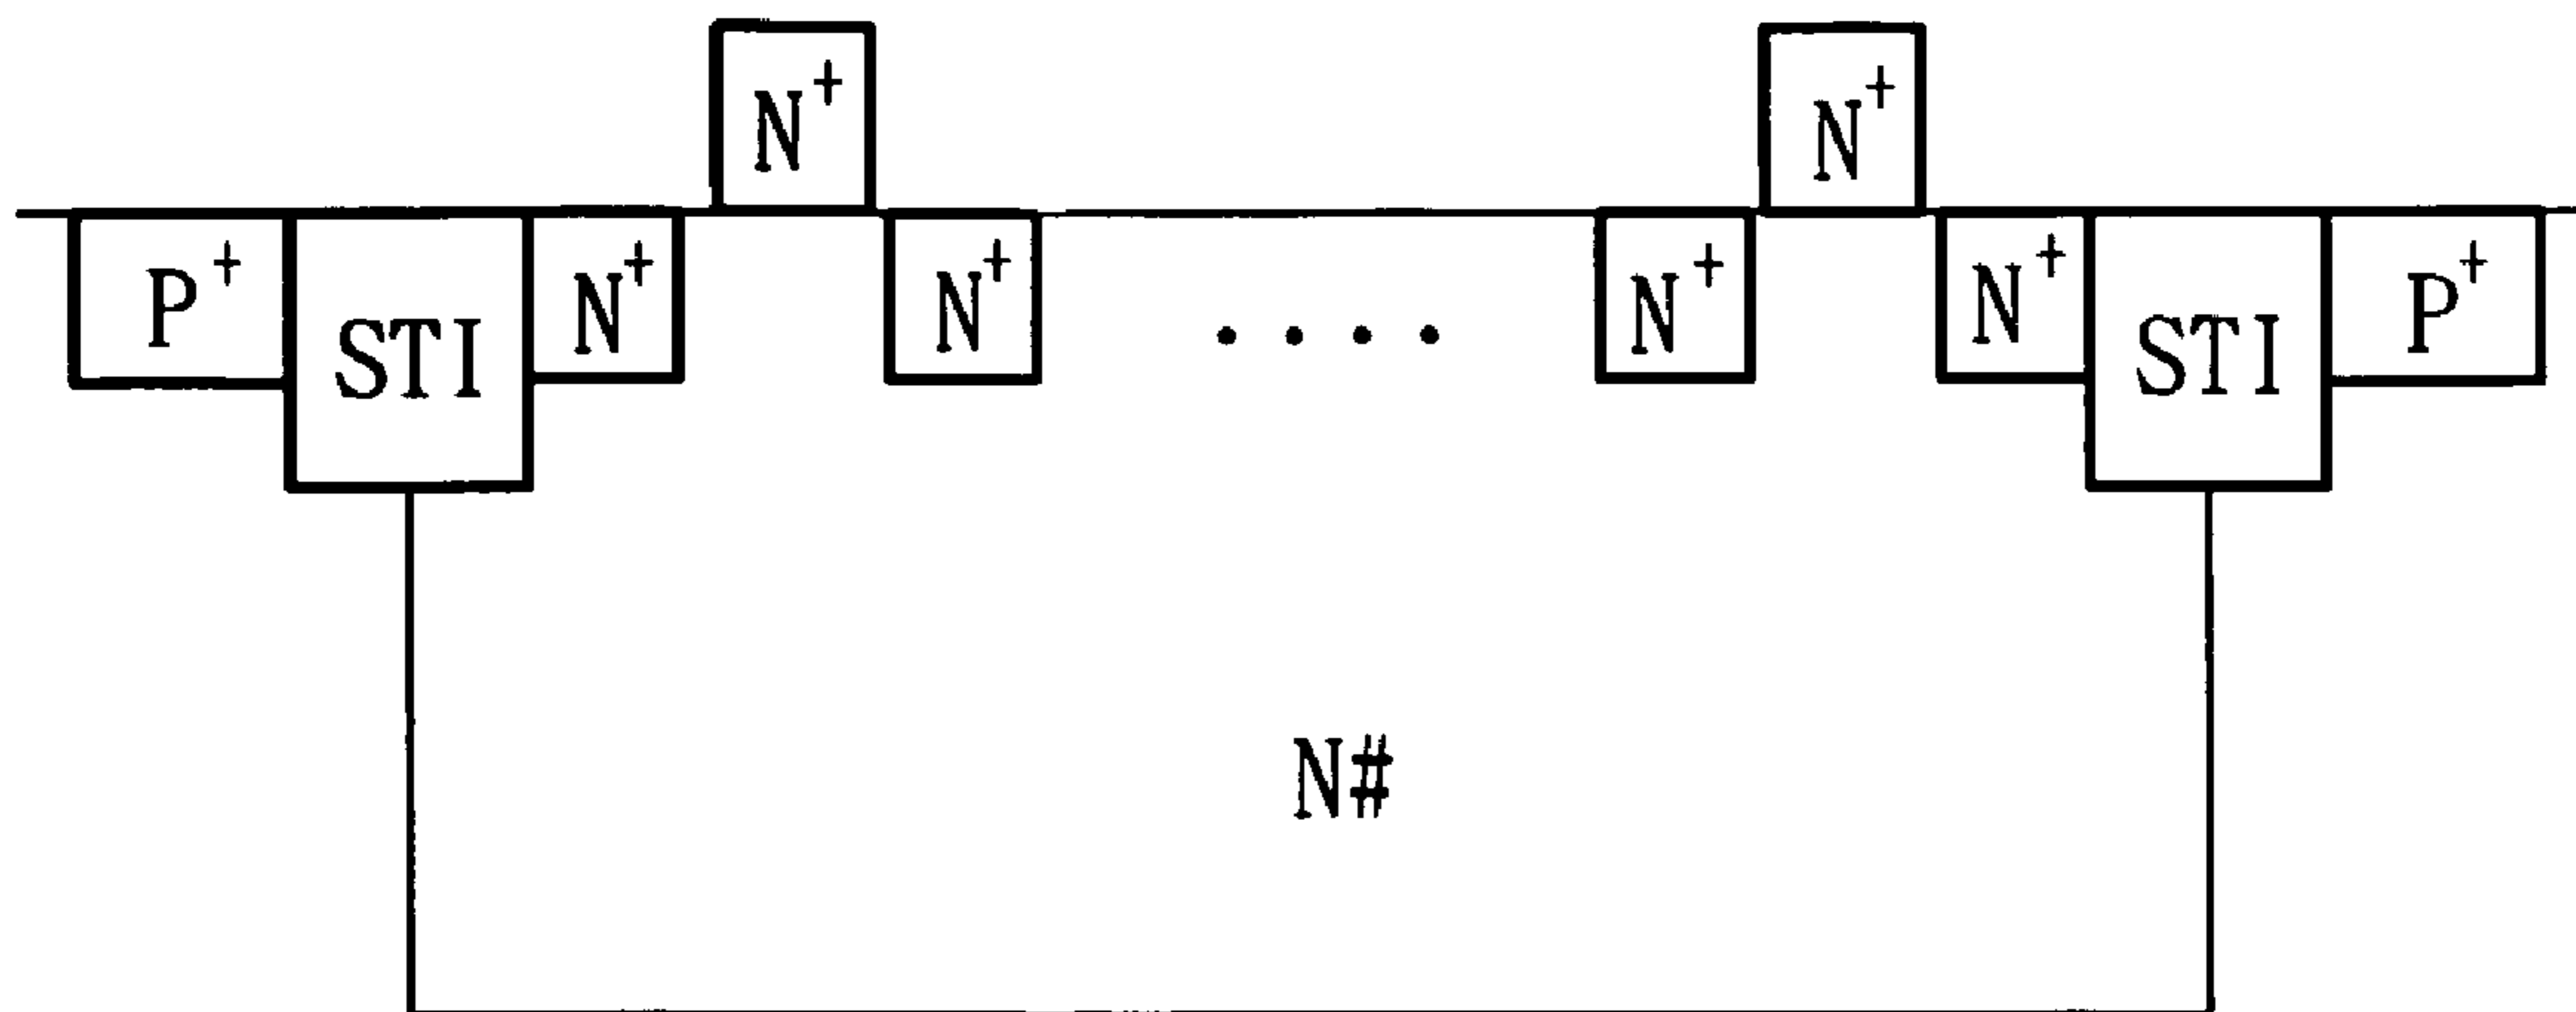 N⁺ N⁺
P⁺ STI N⁺ N⁺ .... N⁺ N⁺ STI P⁺
N#